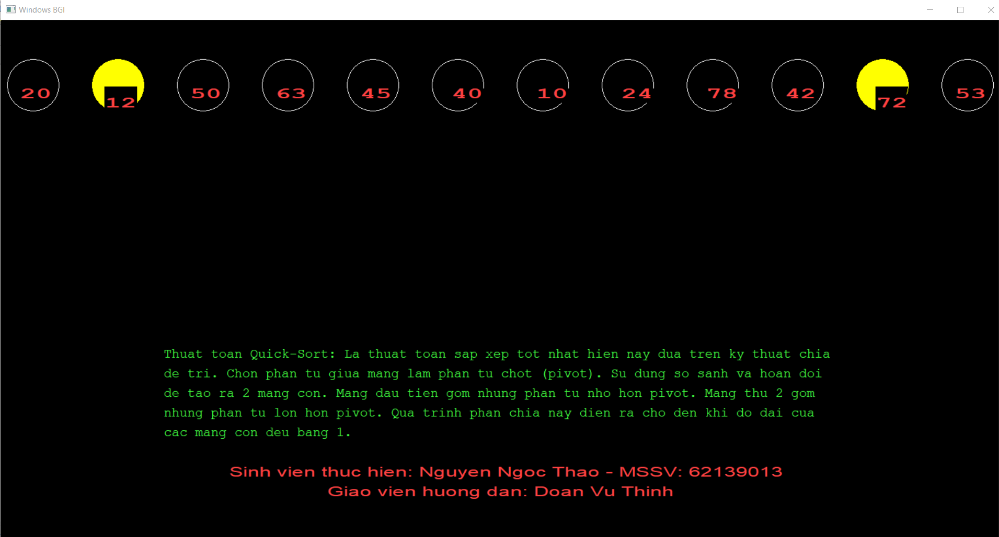 Windows BGI
20 12 50 63 45 40 10 24 78 42 72 53
Thuat toan Quick-Sort: La thuat toan sap xep tot nhat hien nay dua tren ky thuat chia
de tri. Chon phan tu giua mang lam phan tu chot (pivot). Su dung so sanh va hoan doi
de tao ra 2 mang con. Mang dau tien gom nhung phan tu nho hon pivot. Mang thu 2 gom
nhung phan tu lon hon pivot. Qua trinh phan chia nay dien ra cho den khi do dai cua
cac mang con deu bang 1.
Sinh vien thuc hien: Nguyen Ngoc Thao - MSSV: 62139013
Giao vien huong dan: Doan Vu Thinh